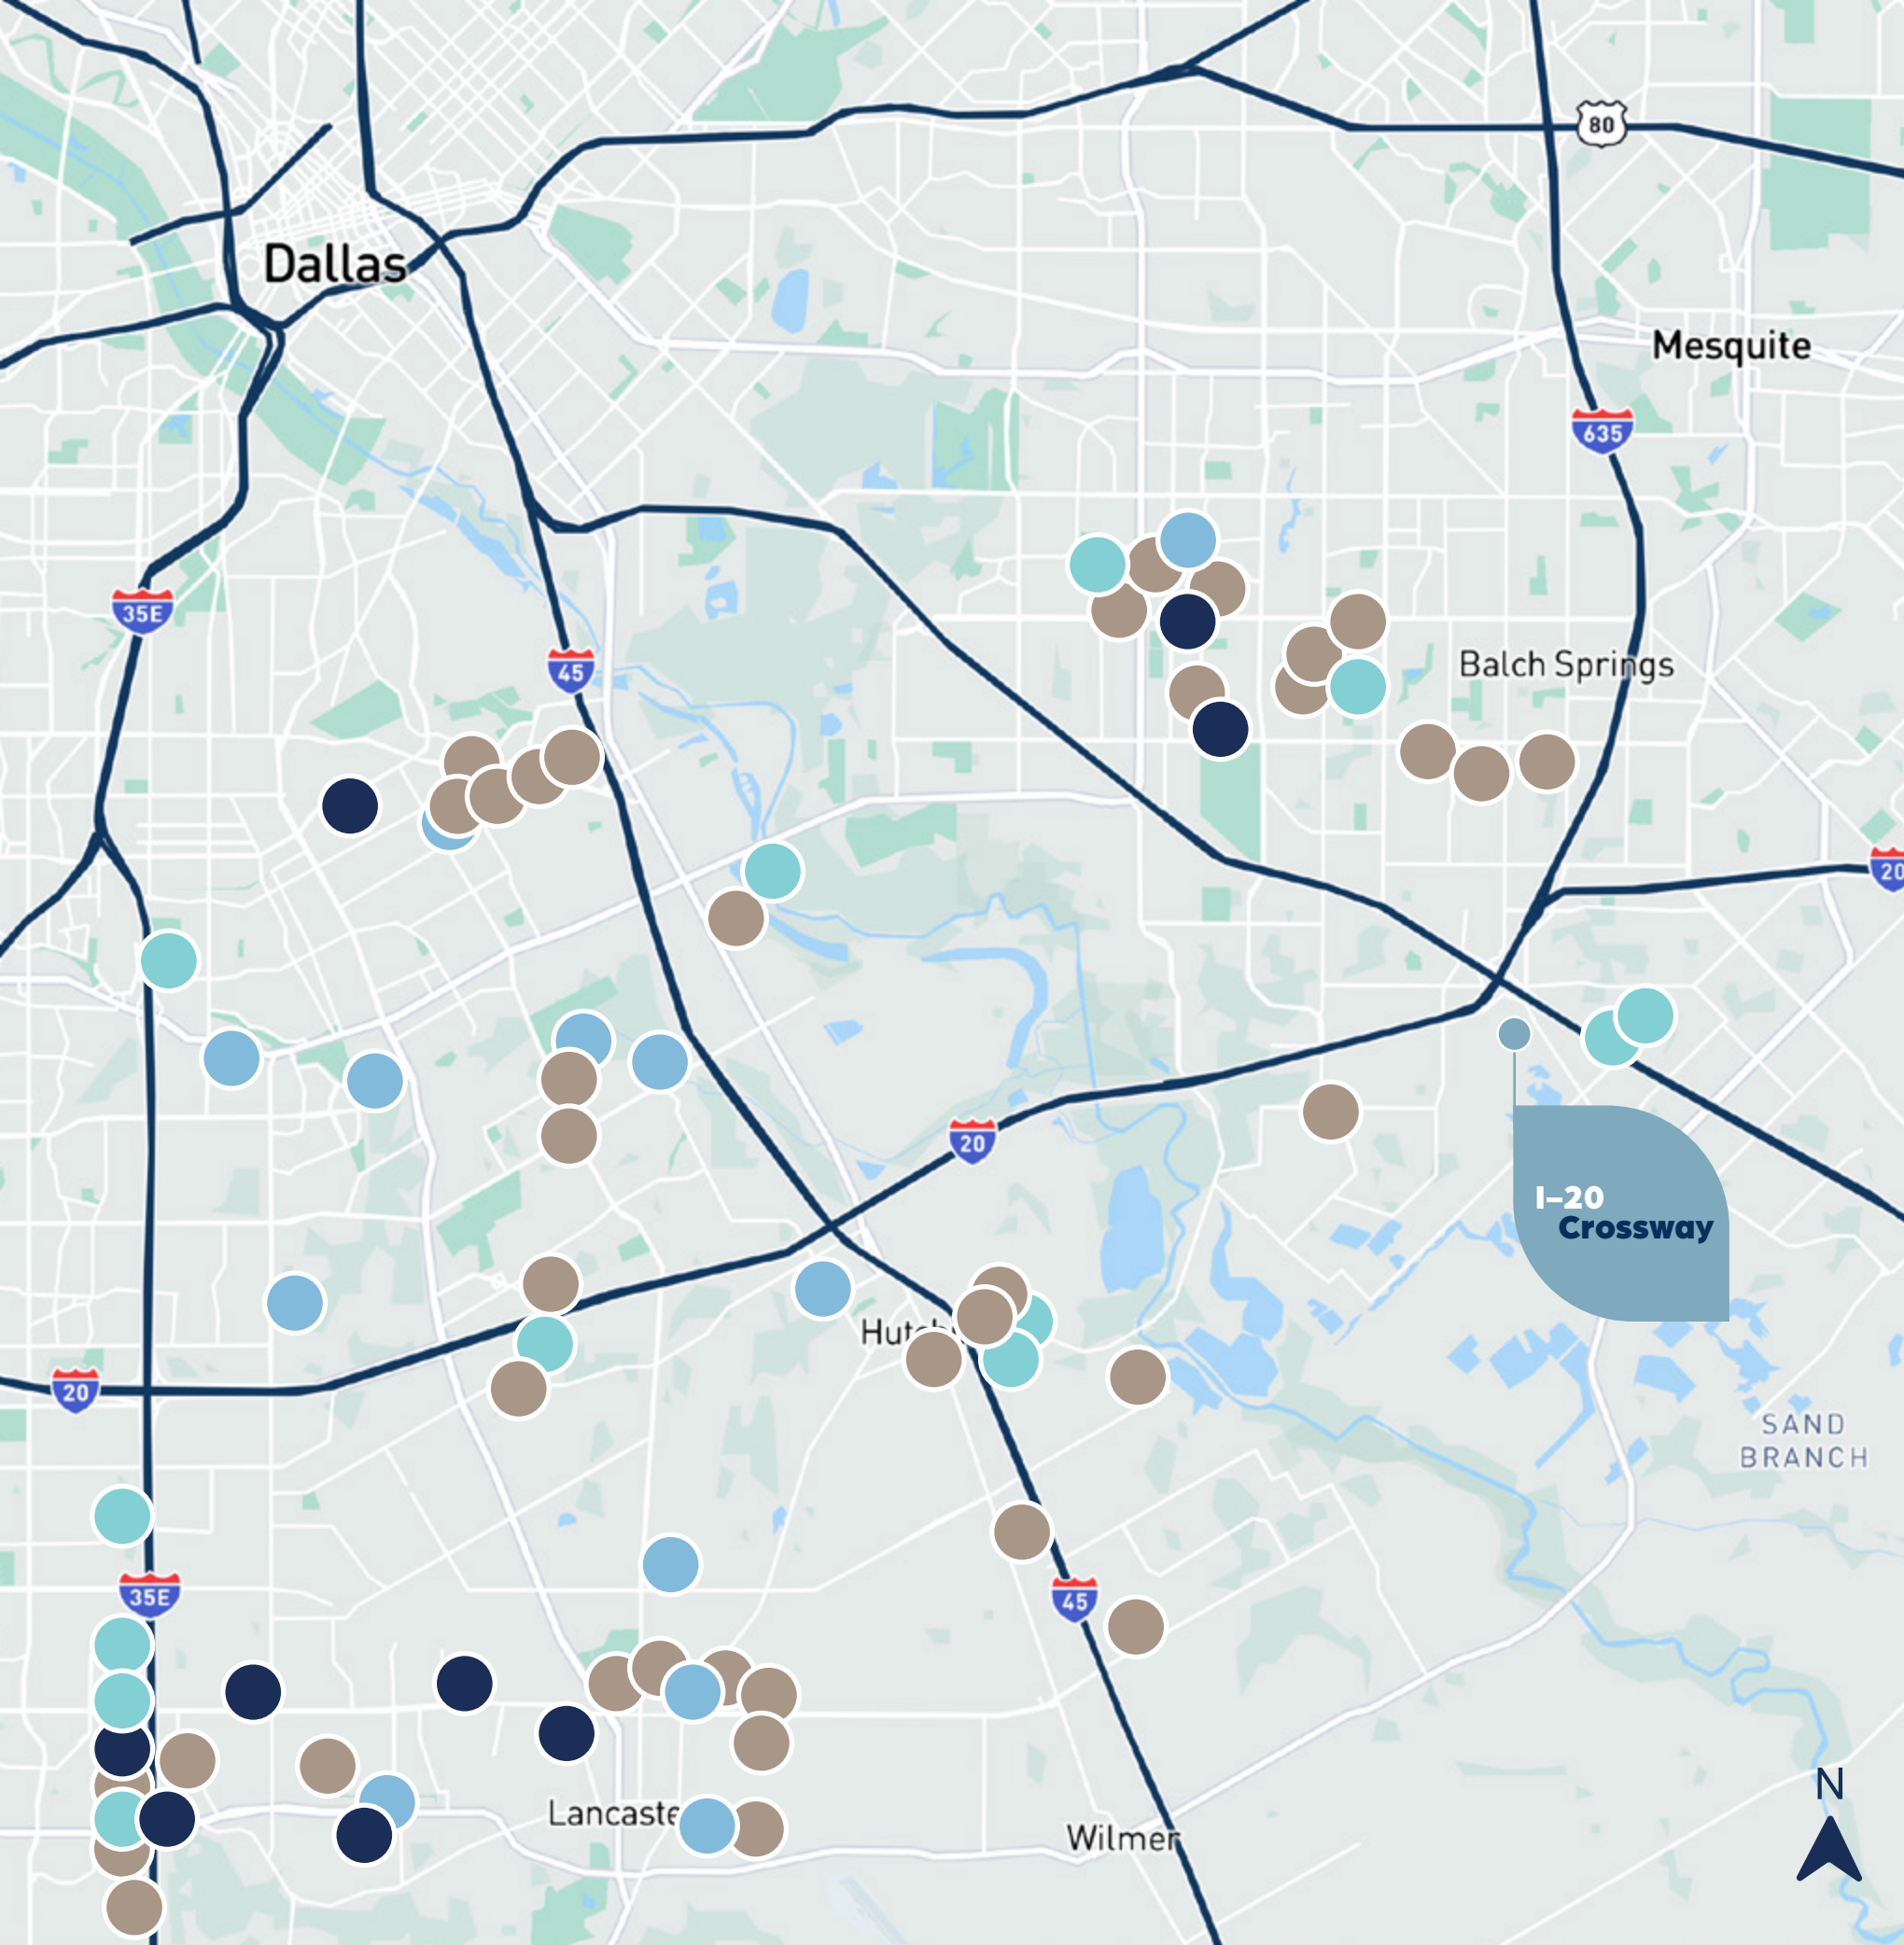 80
Dallas
Mesquite
635
35E
45
Balch Springs
20
20
I-20
Crossway
20
SAND
BRANCH
35E
45
Lancaste
Wilmer
N